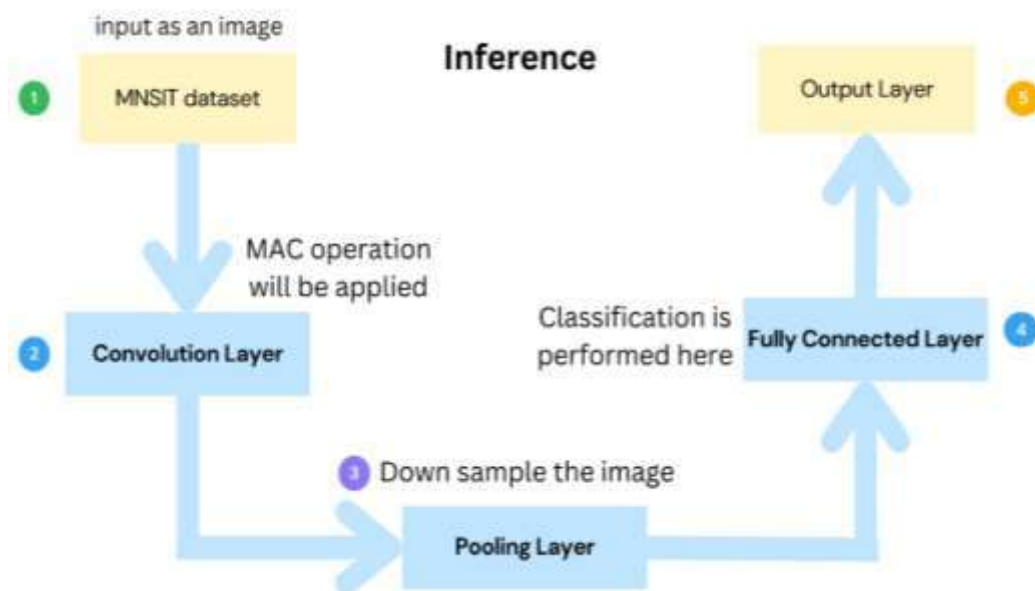 input as an image
Inference
1
MNSIT dataset
MAC operation
will be applied
2
Convolution Layer
3
Down sample the image
Pooling Layer
Classification is
performed here
Fully Connected Layer
4
Output Layer
5